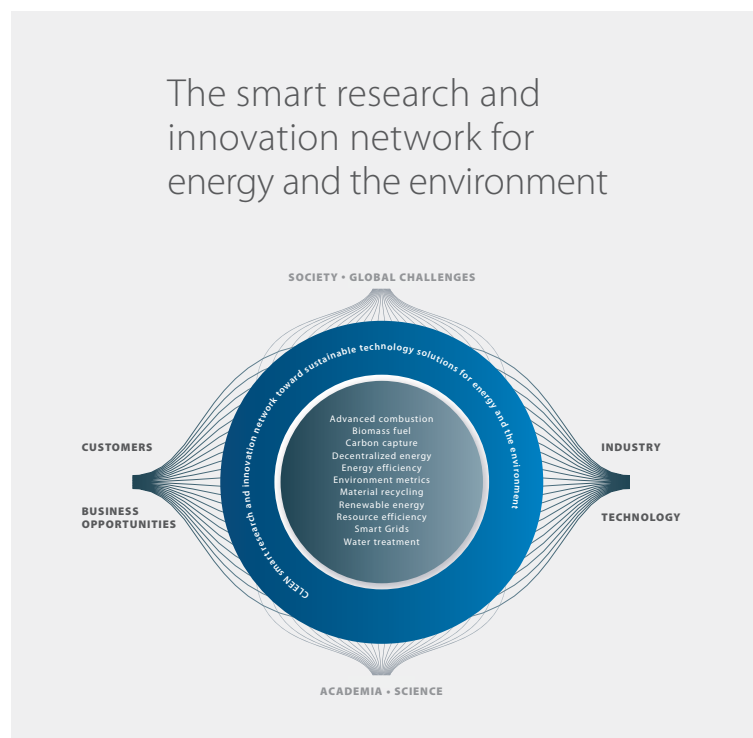 The smart research and
innovation network for
energy and the environment
SOCIETY • GLOBAL CHALLENGES
CLEEN smart research and innovation network toward sustainable technology solutions for energy and the environment
Advanced combustion
Biomass fuel
Carbon capture
Decentralized energy
Energy efficiency
Environment metrics
Material recycling
Renewable energy
Resource efficiency
Smart Grids
Water treatment
CUSTOMERS
BUSINESS
OPPORTUNITIES
INDUSTRY
TECHNOLOGY
ACADEMIA • SCIENCE